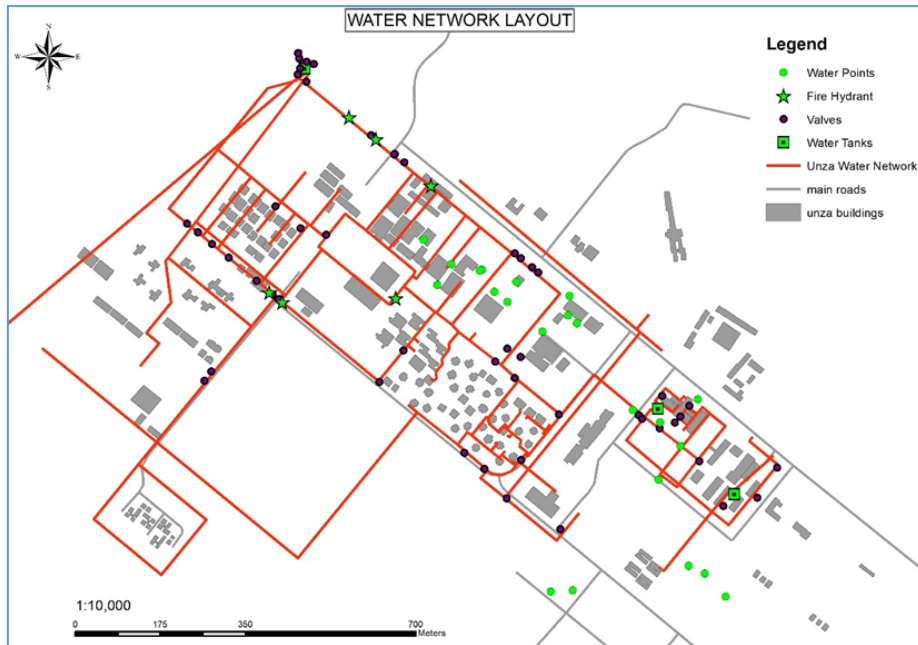 WATER NETWORK LAYOUT
N
W
E
S
Legend
Water Points
Fire Hydrant
Valves
Water Tanks
Unza Water Network
main roads
unza buildings
1:10,000
0 175 350 700
Meters